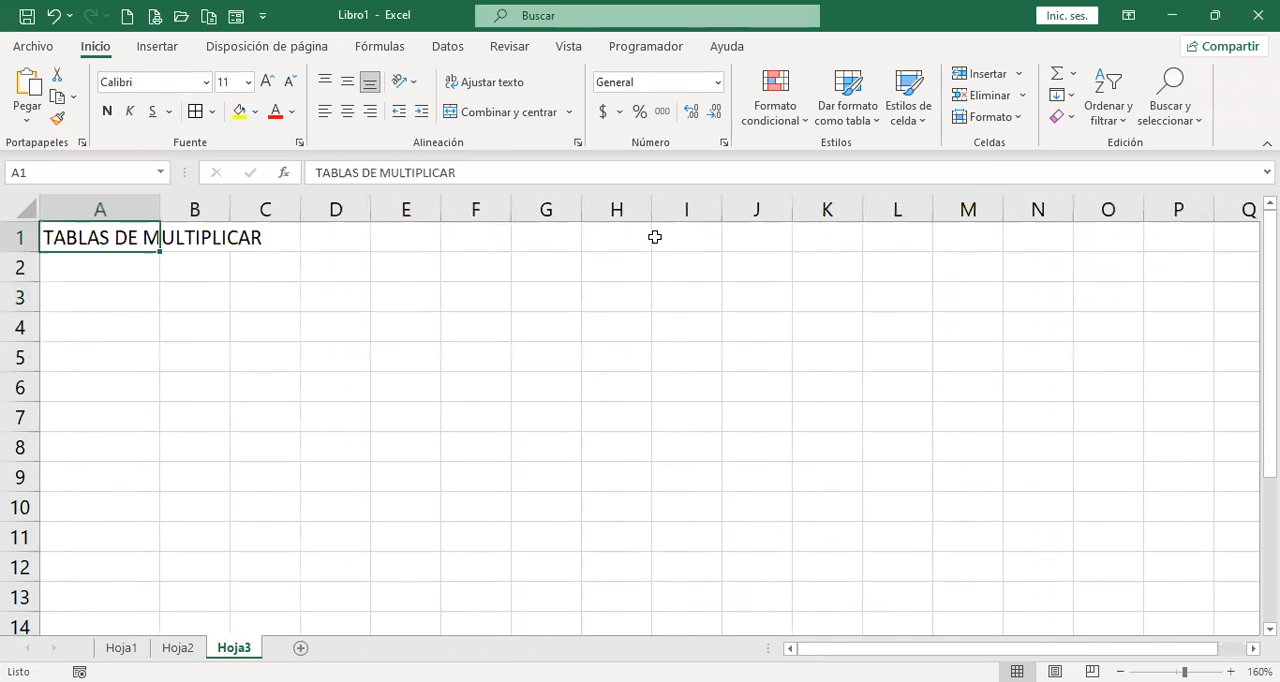 Libro1 - Excel
Buscar
Inic. ses.
Archivo Inicio Insertar Disposición de página Fórmulas Datos Revisar Vista Programador Ayuda
Compartir
Pegar
Calibri 11
N K S
A A
Ajustar texto
Combinar y centrar
General
$ % 000
Formato condicional
Dar formato como tabla
Estilos de celda
Insertar
Eliminar
Formato
Ordenar y filtrar
Buscar y seleccionar
Portapapeles Fuente Alineación Número Estilos Celdas Edición
A1 fx TABLAS DE MULTIPLICAR
A B C D E F G H I J K L M N O P Q
1 TABLAS DE MULTIPLICAR
2
3
4
5
6
7
8
9
10
11
12
13
14
Hoja1 Hoja2 Hoja3
Listo 160%